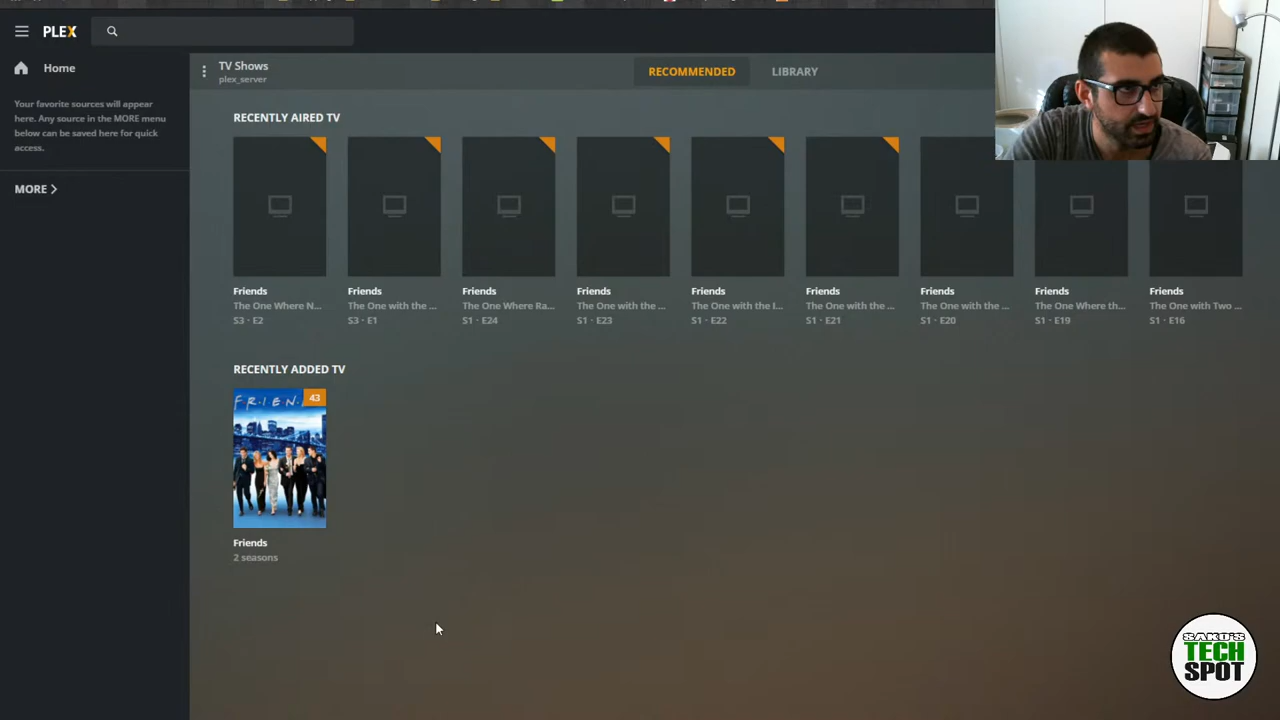 PLEX
Home
Your favorite sources will appear
here. Any source in the MORE menu
below can be saved here for quick
access.
MORE
TV Shows
plex_server
RECOMMENDED
LIBRARY
RECENTLY AIRED TV
Friends
The One Where N...
S3 · E2
Friends
The One with the ...
S3 · E1
Friends
The One Where Ra...
S1 · E24
Friends
The One with the ...
S1 · E23
Friends
The One with the I...
S1 · E22
Friends
The One with the ...
S1 · E21
Friends
The One with the ...
S1 · E20
Friends
The One Where th...
S1 · E19
Friends
The One with Two ...
S1 · E16
RECENTLY ADDED TV
FRIEN
43
Friends
2 seasons
SAKO'S
TECH
SPOT